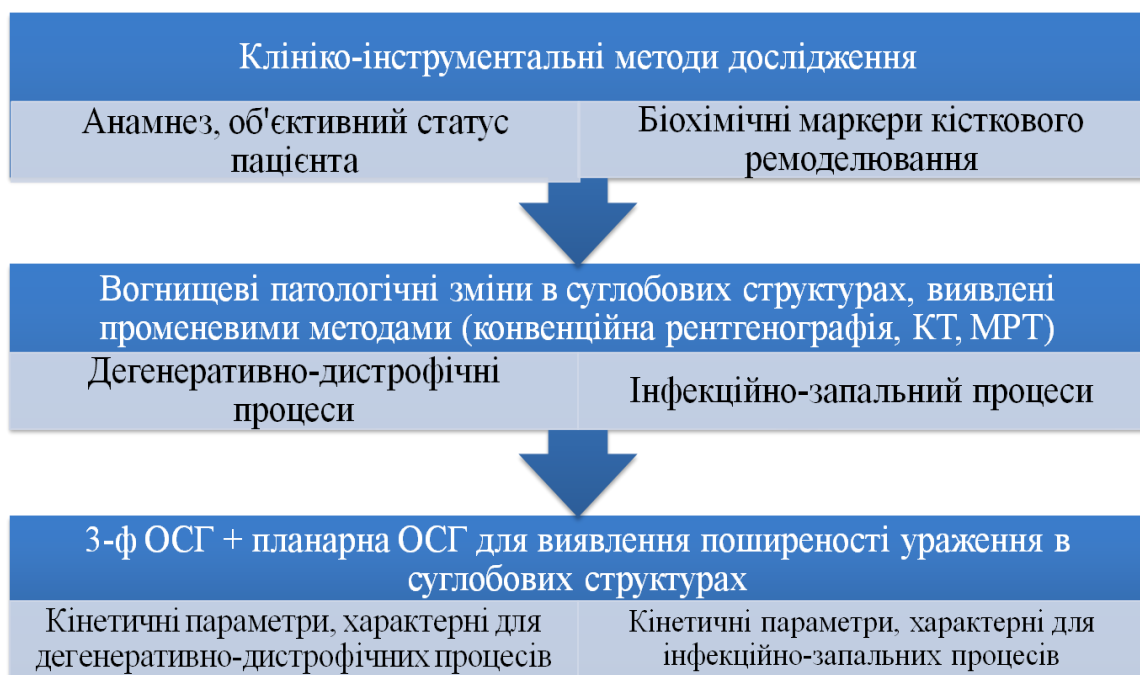 Клініко-інструментальні методи дослідження
Анамнез, об'єктивний статус
пацієнта
Біохімічні маркери кісткового
ремоделювання
Вогнищеві патологічні зміни в суглобових структурах, виявлені
променевими методами (конвенційна рентгенографія, КТ, МРТ)
Дегенеративно-дистрофічні
процеси
Інфекційно-запальний процеси
3-ф ОСГ + планарна ОСГ для виявлення поширеності ураження в
суглобових структурах
Кінетичні параметри, характерні для
дегенеративно-дистрофічних процесів
Кінетичні параметри, характерні для
інфекційно-запальних процесів